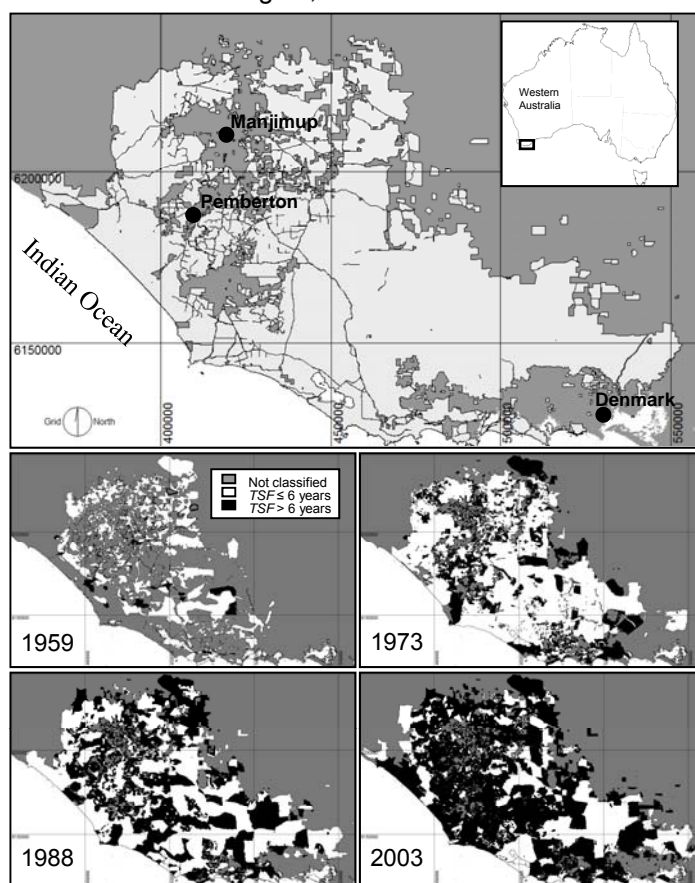 Western
Australia
Manjimup
6200000
Pemberton
Indian Ocean
6150000
Denmark
Grid North
400000
450000
500000
550000
Not classified
TSF ≤ 6 years
TSF > 6 years
1959
1973
1988
2003